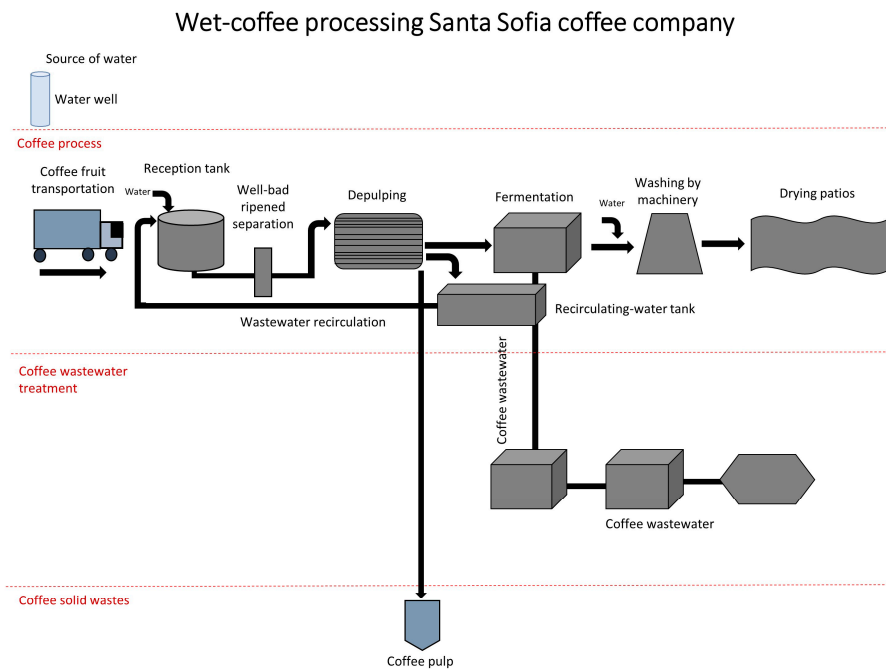 Wet-coffee processing Santa Sofia coffee company
Source of water
Water well
Coffee process
Coffee fruit
transportation
Reception tank
Water
Well-bad
ripened
separation
Depulping
Fermentation
Water
Washing by
machinery
Drying patios
Wastewater recirculation
Recirculating-water tank
Coffee wastewater
treatment
Coffee wastewater
Coffee wastewater
Coffee solid wastes
Coffee pulp